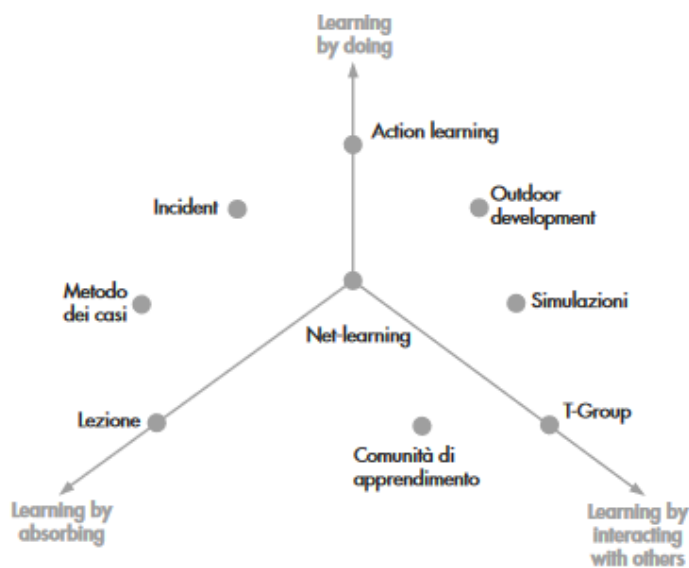 Learning
by doing
Action learning
Incident
Outdoor
development
Metodo
dei casi
Simulazioni
Net-learning
Lezione
T-Group
Comunità di
apprendimento
Learning by
absorbing
Learning by
interacting
with others